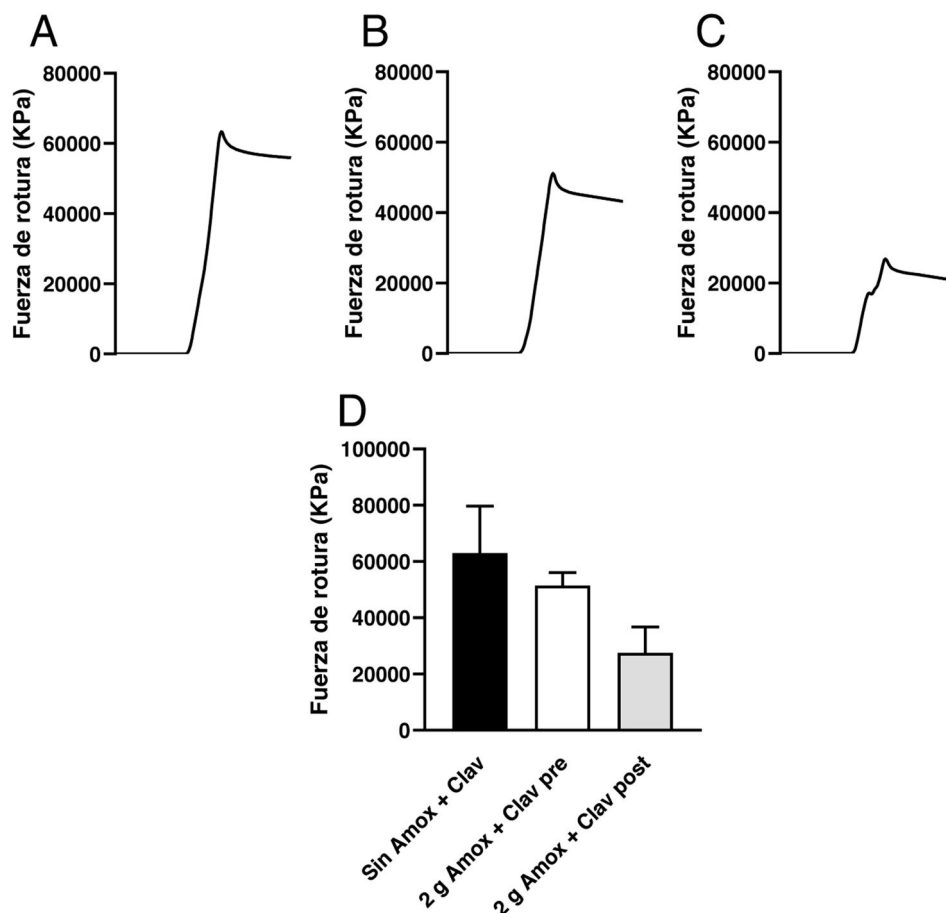 A
B
C
Fuerza de rotura (KPa)
80000
60000
40000
20000
0
Fuerza de rotura (KPa)
80000
60000
40000
20000
0
Fuerza de rotura (KPa)
80000
60000
40000
20000
0
D
Fuerza de rotura (KPa)
100000
80000
60000
40000
20000
0
Sin Amox + Clav
2 g Amox + Clav pre
2 g Amox + Clav post